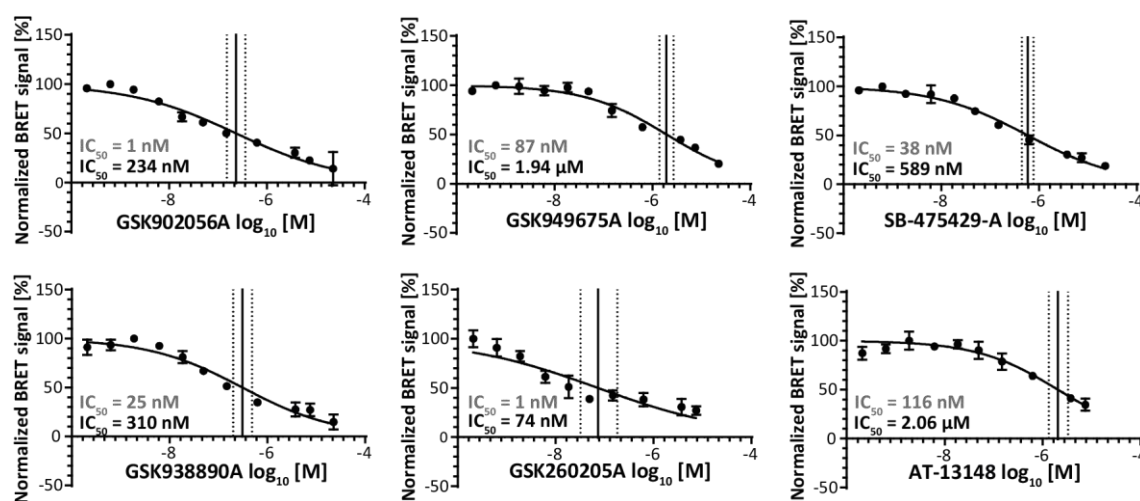 Normalized BRET signal [%]
150
100
50
0
-50
-8
-6
-4
IC50 = 1 nM
IC50 = 234 nM
GSK902056A log10 [M]
Normalized BRET signal [%]
150
100
50
0
-50
-8
-6
-4
IC50 = 87 nM
IC50 = 1.94 µM
GSK949675A log10 [M]
Normalized BRET signal [%]
150
100
50
0
-50
-8
-6
-4
IC50 = 38 nM
IC50 = 589 nM
SB-475429-A log10 [M]
Normalized BRET signal [%]
150
100
50
0
-50
-8
-6
-4
IC50 = 25 nM
IC50 = 310 nM
GSK938890A log10 [M]
Normalized BRET signal [%]
150
100
50
0
-50
-8
-6
-4
IC50 = 1 nM
IC50 = 74 nM
GSK260205A log10 [M]
Normalized BRET signal [%]
150
100
50
0
-50
-8
-6
-4
IC50 = 116 nM
IC50 = 2.06 µM
AT-13148 log10 [M]